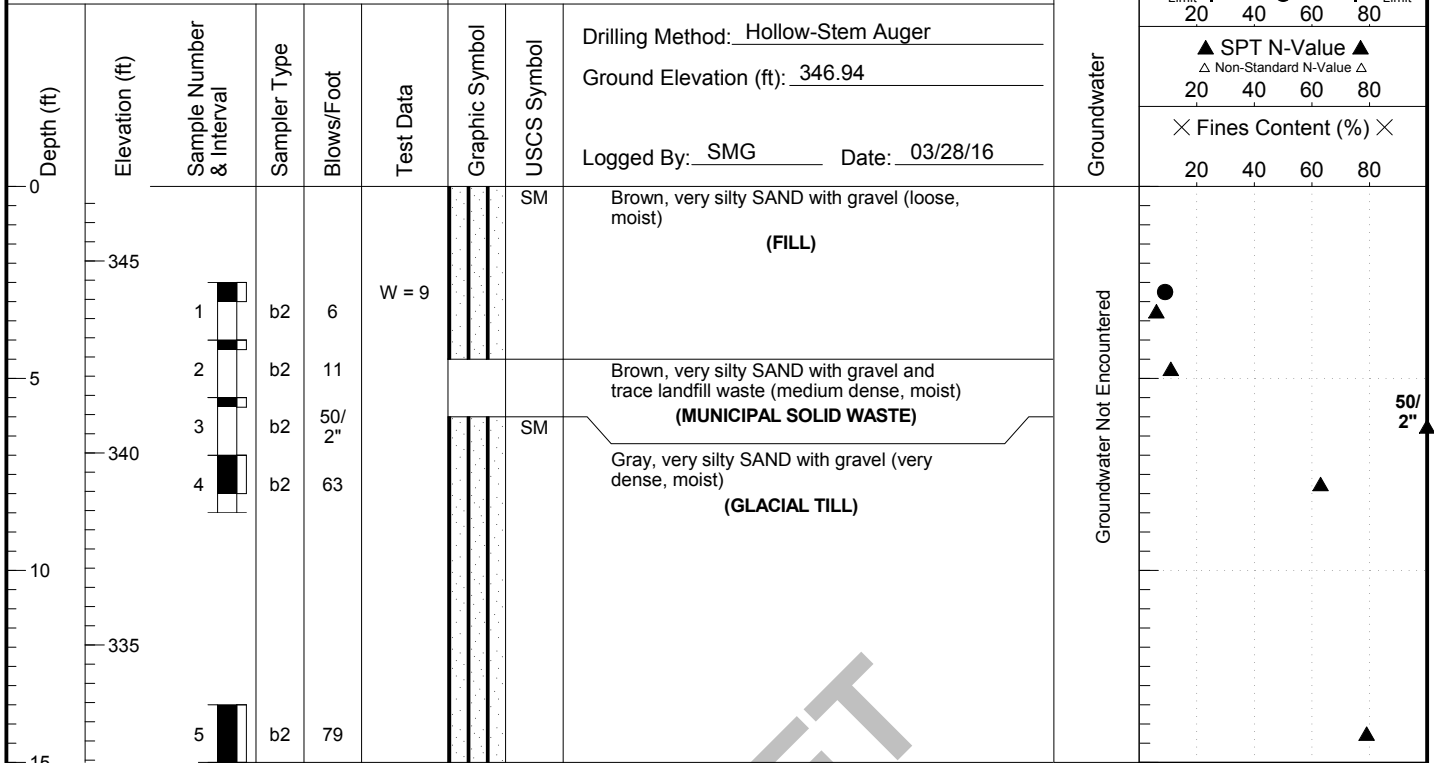 Limit
Limit
20 40 60 80
▲ SPT N-Value ▲
△ Non-Standard N-Value △
20 40 60 80
× Fines Content (%) ×
20 40 60 80
Depth (ft)
Elevation (ft)
Sample Number
& Interval
Sampler Type
Blows/Foot
Test Data
Graphic Symbol
USCS Symbol
Drilling Method: Hollow-Stem Auger
Ground Elevation (ft): 346.94
Logged By: SMG Date: 03/28/16
Groundwater
0
SM
Brown, very silty SAND with gravel (loose,
moist)
(FILL)
345
W = 9
1 b2 6
2 b2 11
5
Brown, very silty SAND with gravel and
trace landfill waste (medium dense, moist)
(MUNICIPAL SOLID WASTE)
3 b2 50/
2"
SM
50/
2"
340
Gray, very silty SAND with gravel (very
dense, moist)
(GLACIAL TILL)
4 b2 63
Groundwater Not Encountered
10
335
5 b2 79
15